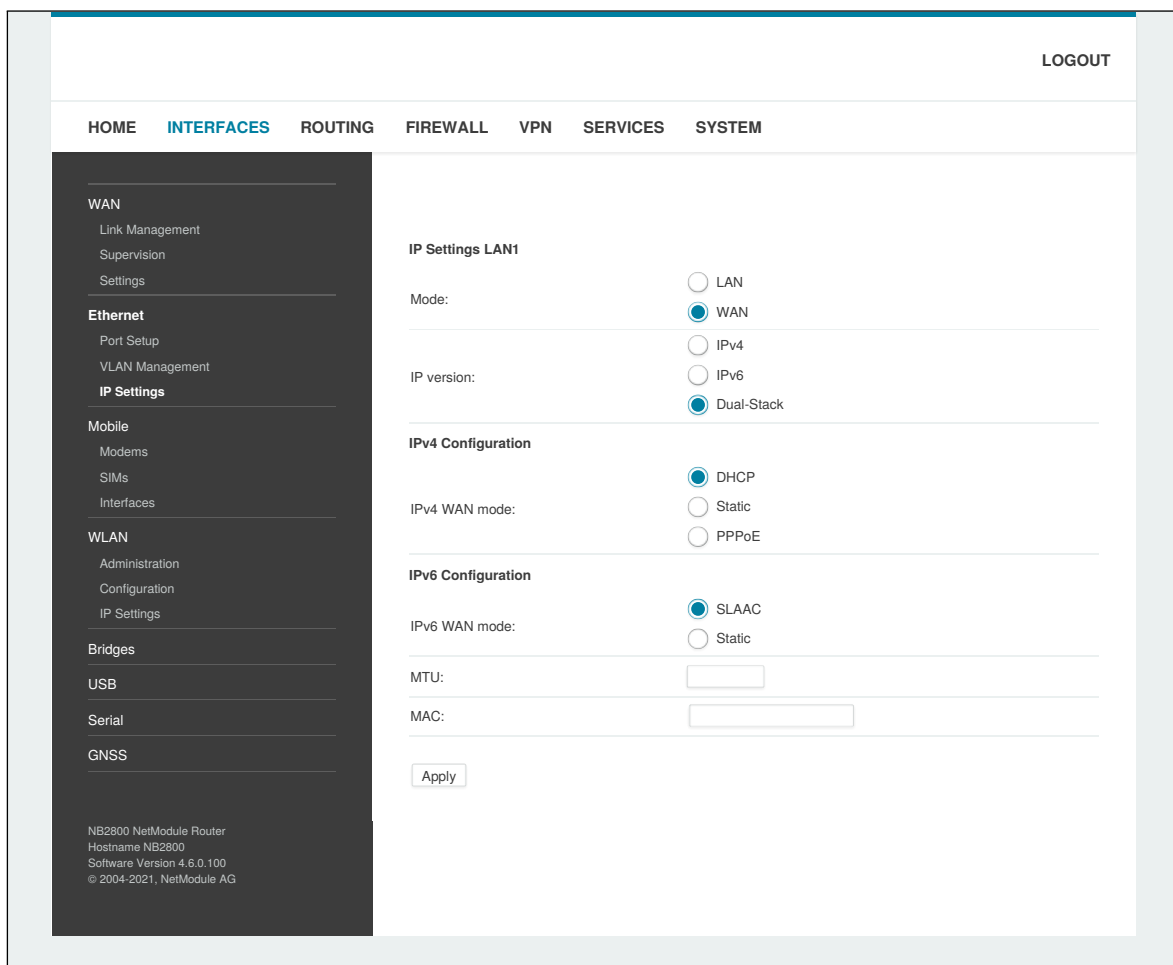 LOGOUT
HOME INTERFACES ROUTING FIREWALL VPN SERVICES SYSTEM
WAN
Link Management
Supervision
Settings
Ethernet
Port Setup
VLAN Management
IP Settings
Mobile
Modems
SIMs
Interfaces
WLAN
Administration
Configuration
IP Settings
Bridges
USB
Serial
GNSS
NB2800 NetModule Router
Hostname NB2800
Software Version 4.6.0.100
© 2004-2021, NetModule AG
IP Settings LAN1
Mode:
LAN
WAN
IP version:
IPv4
IPv6
Dual-Stack
IPv4 Configuration
IPv4 WAN mode:
DHCP
Static
PPPoE
IPv6 Configuration
IPv6 WAN mode:
SLAAC
Static
MTU:
MAC:
Apply